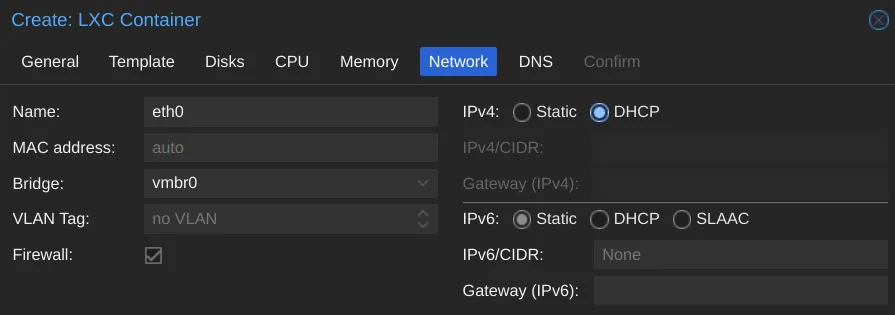 Create: LXC Container
General Template Disks CPU Memory Network DNS Confirm
Name: eth0
MAC address: auto
Bridge: vmbr0
VLAN Tag: no VLAN
Firewall:
IPv4: Static DHCP
IPv4/CIDR:
Gateway (IPv4):
IPv6: Static DHCP SLAAC
IPv6/CIDR: None
Gateway (IPv6):